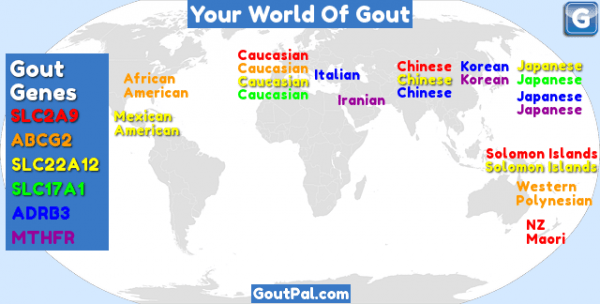 Your World Of Gout
G
Gout
Genes
SLC2A9
ABCG2
SLC22A12
SLC17A1
ADRB3
MTHFR
African
American
Mexican
American
Caucasian
Caucasian
Caucasian
Caucasian
Italian
Iranian
Chinese
Chinese
Chinese
Korean
Korean
Japanese
Japanese
Japanese
Japanese
Solomon Islands
Solomon Islands
Western
Polynesian
NZ
Maori
GoutPal.com